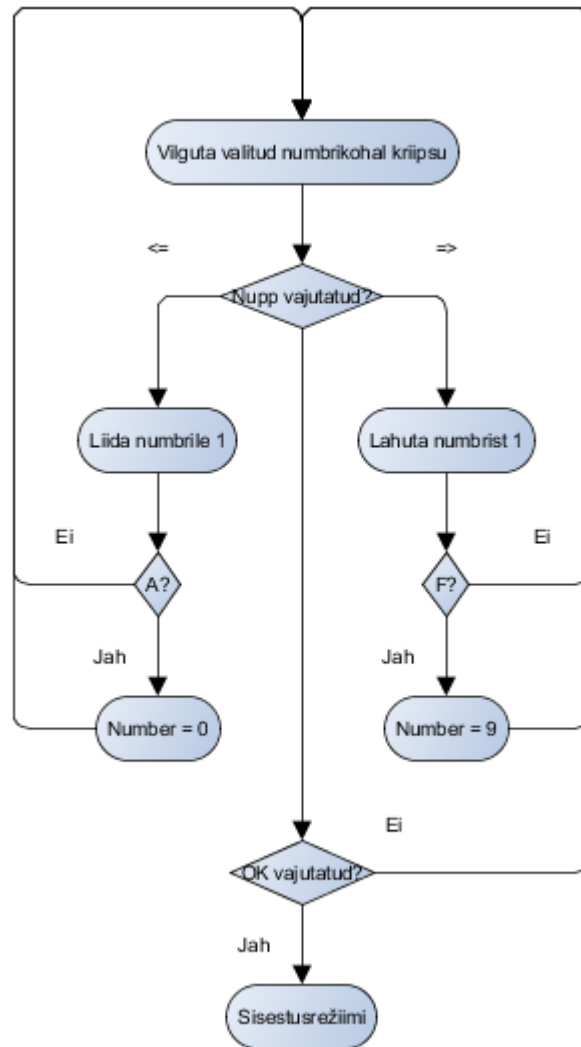 Vilguta valitud numbrikohal kriipsu
<= =>
Nupp vajutatud?
Liida numbrile 1 Lahuta numbrist 1
Ei Ei
A? F?
Jah Jah
Number = 0 Number = 9
Ei
OK vajutatud?
Jah
Sisestusrežiimi